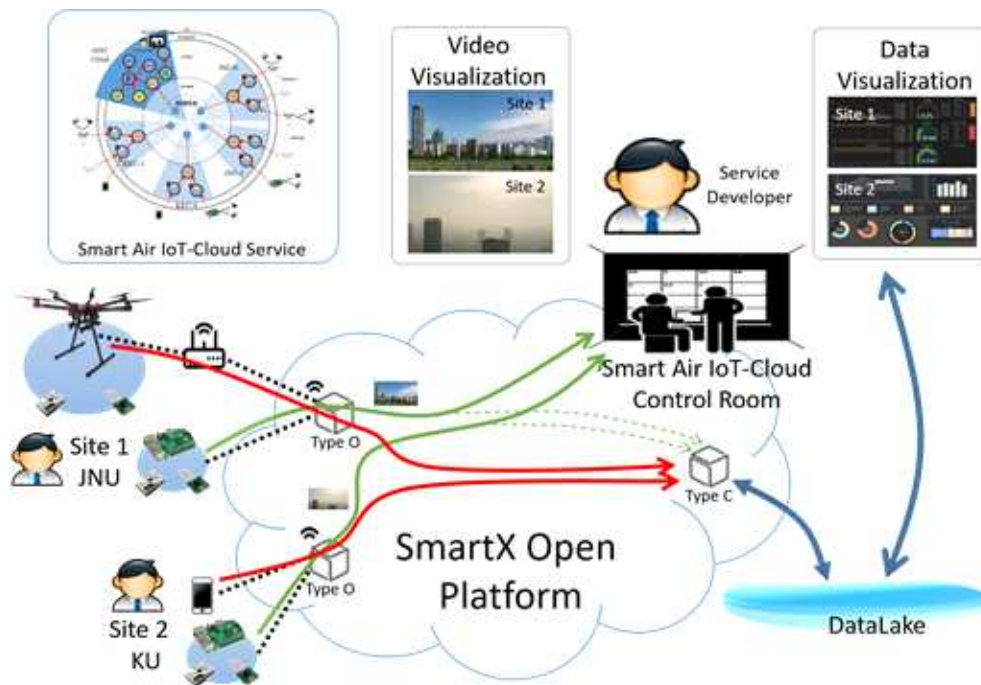 Smart Air IoT-Cloud Service
Video
Visualization
Site 1
Site 2
Service
Developer
Data
Visualization
Site 1
Site 2
Smart Air IoT-Cloud
Control Room
Site 1
JNU
Type O
Type C
SmartX Open
Platform
Type O
Site 2
KU
DataLake